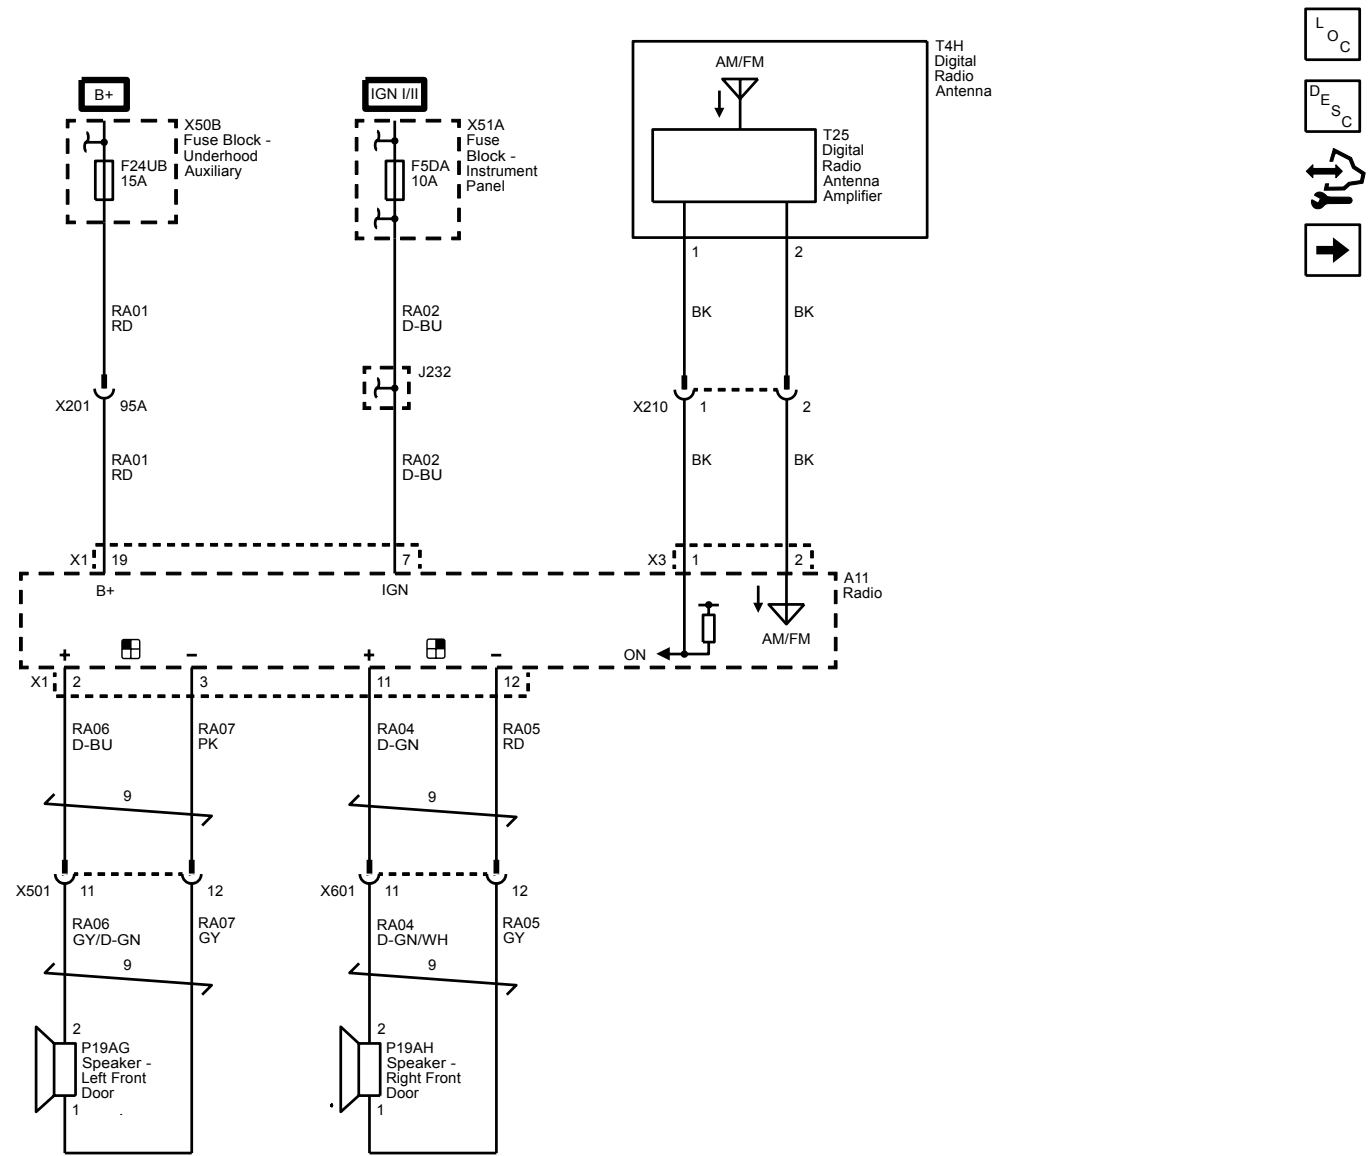 L
O
C
D
E
S
C
B+
X50B
Fuse Block -
Underhood
Auxiliary
F24UB
15A
IGN I/II
X51A
Fuse
Block -
Instrument
Panel
F5DA
10A
T4H
Digital
Radio
Antenna
AM/FM
T25
Digital
Radio
Antenna
Amplifier
1
2
RA01
RD
RA02
D-BU
BK
BK
J232
X201
95A
X210
1
2
RA01
RD
RA02
D-BU
BK
BK
X1
19
7
X3
1
2
B+
IGN
A11
Radio
AM/FM
ON
+
–
+
–
X1
2
3
11
12
RA06
D-BU
RA07
PK
RA04
D-GN
RA05
RD
9
9
X501
11
12
X601
11
12
RA06
GY/D-GN
RA07
GY
RA04
D-GN/WH
RA05
GY
9
9
2
P19AG
Speaker -
Left Front
Door
1
2
P19AH
Speaker -
Right Front
Door
1